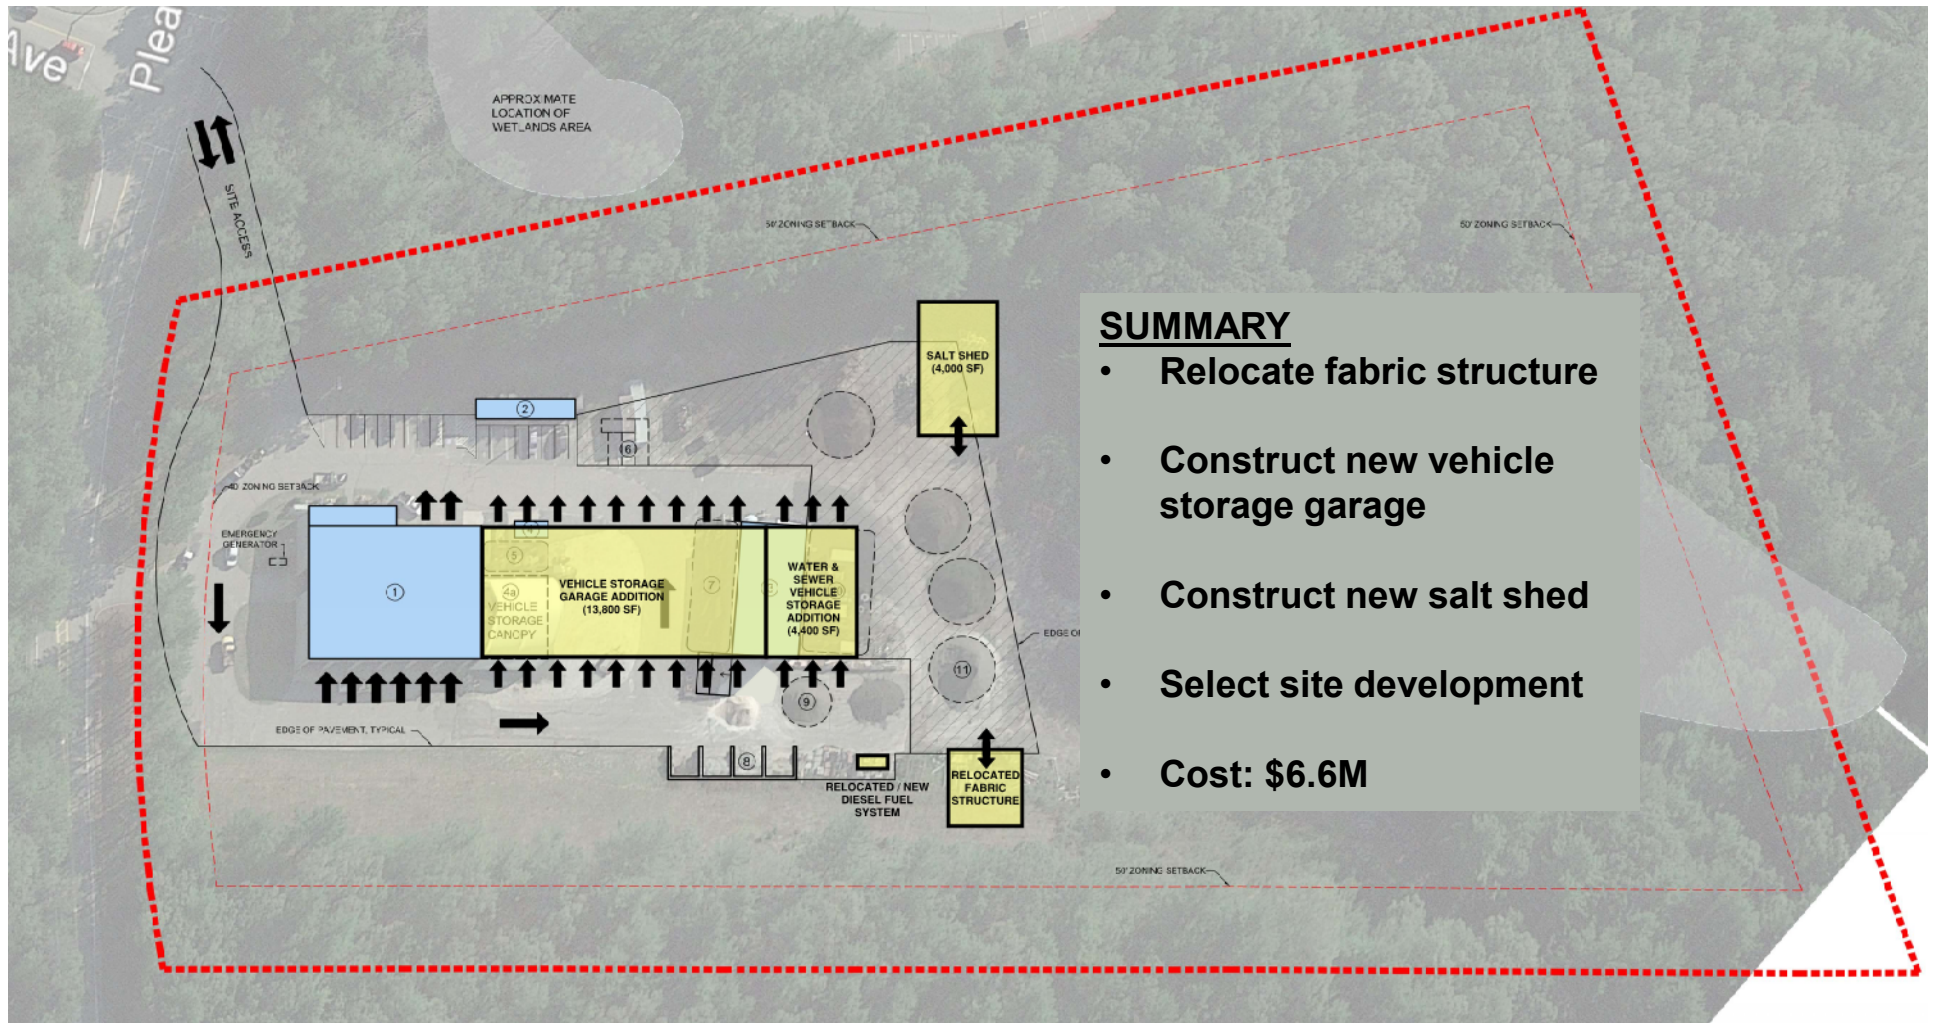 Ave
Plea
APPROXIMATE
LOCATION OF
WETLANDS AREA
SITE ACCESS
50' ZONING SETBACK
50' ZONING SETBACK
SALT SHED
(4,000 SF)
SUMMARY
• Relocate fabric structure
• Construct new vehicle
storage garage
• Construct new salt shed
• Select site development
• Cost: $6.6M
2
6
40' ZONING SETBACK
EMERGENCY
GENERATOR
1
4
5
4a
VEHICLE
STORAGE
CANOPY
VEHICLE STORAGE
GARAGE ADDITION
(13,800 SF)
7
WATER &
SEWER
VEHICLE
STORAGE
ADDITION
(4,400 SF)
EDGE O
11
9
EDGE OF PAVEMENT, TYPICAL
8
RELOCATED / NEW
DIESEL FUEL
SYSTEM
RELOCATED
FABRIC
STRUCTURE
50' ZONING SETBACK